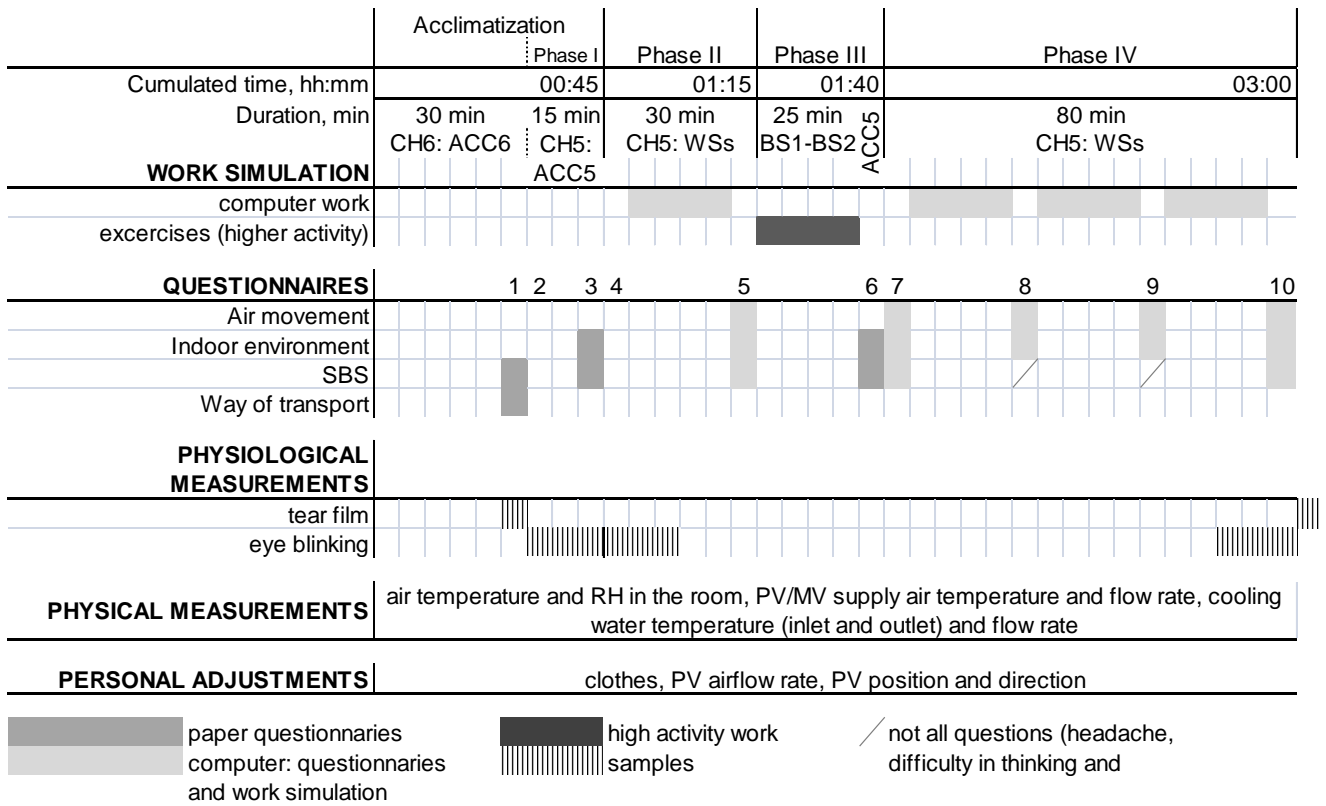 Acclimatization
Phase I Phase II Phase III Phase IV
Cumulated time, hh:mm 00:45 01:15 01:40 03:00
Duration, min 30 min 15 min 30 min 25 min 80 min
CH6: ACC6 CH5: CH5: WSs BS1-BS2 ACC5 CH5: WSs
WORK SIMULATION ACC5
computer work
excercises (higher activity)
QUESTIONNAIRES 1 2 3 4 5 6 7 8 9 10
Air movement
Indoor environment
SBS
Way of transport
PHYSIOLOGICAL
MEASUREMENTS
tear film
eye blinking
PHYSICAL MEASUREMENTS air temperature and RH in the room, PV/MV supply air temperature and flow rate, cooling
water temperature (inlet and outlet) and flow rate
PERSONAL ADJUSTMENTS clothes, PV airflow rate, PV position and direction
paper questionnaries high activity work not all questions (headache,
computer: questionnaries samples difficulty in thinking and
and work simulation